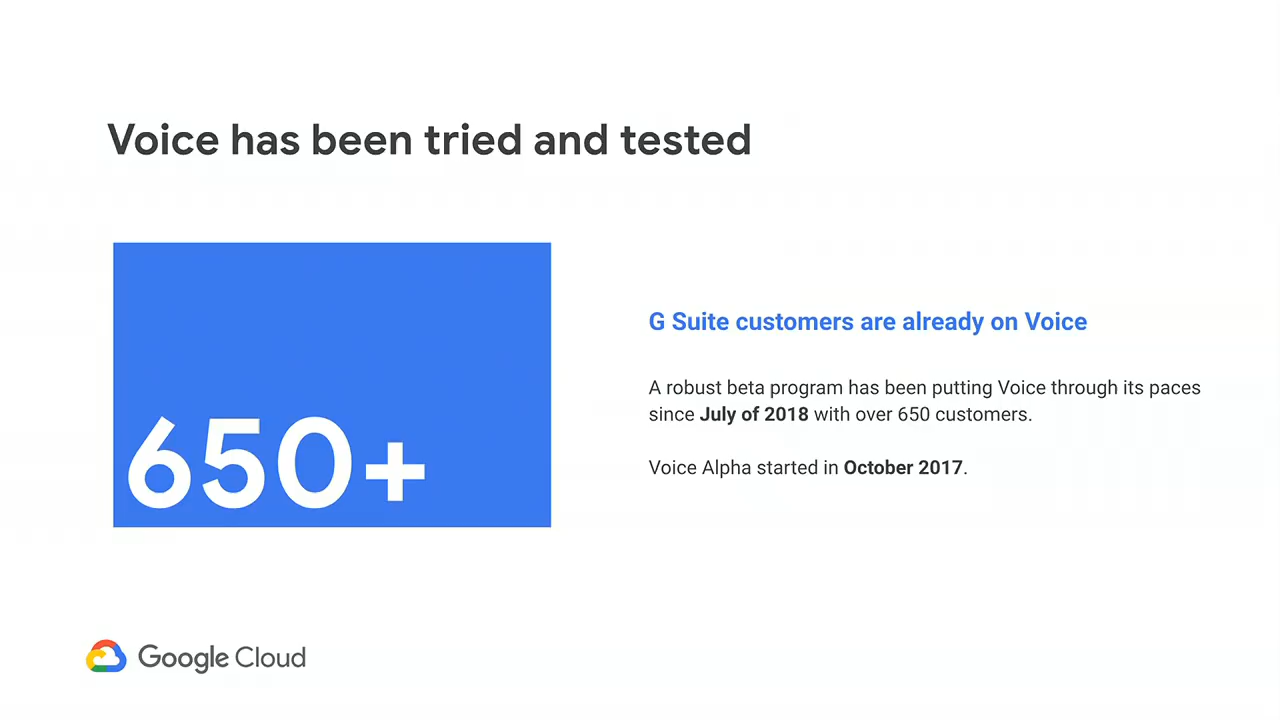 Voice has been tried and tested
650+
G Suite customers are already on Voice
A robust beta program has been putting Voice through its paces
since July of 2018 with over 650 customers.
Voice Alpha started in October 2017.
Google Cloud